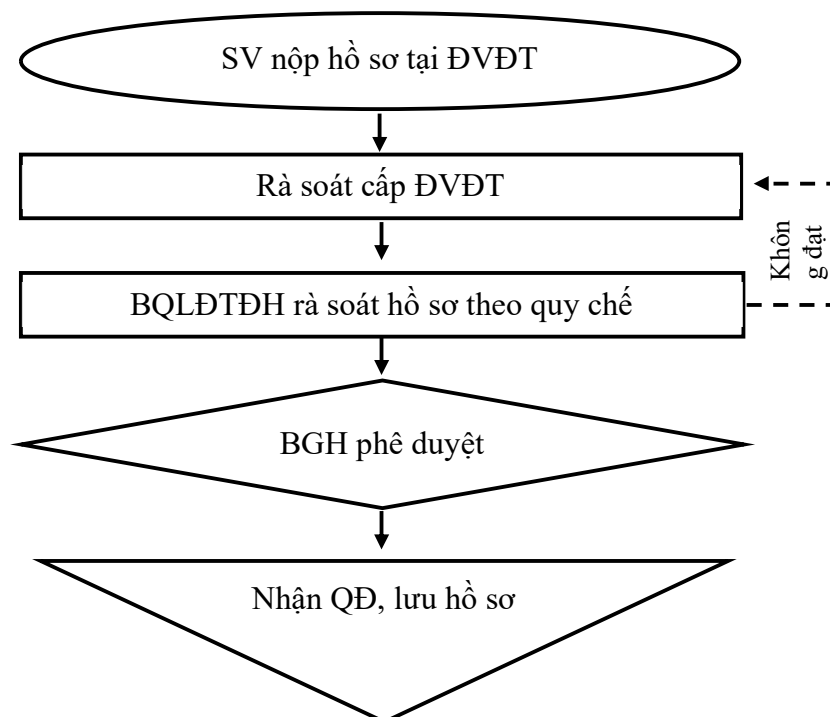 SV nộp hồ sơ tại ĐVĐT
Rà soát cấp ĐVĐT
Khôn
g đạt
BQLĐTĐH rà soát hồ sơ theo quy chế
BGH phê duyệt
Nhận QĐ, lưu hồ sơ